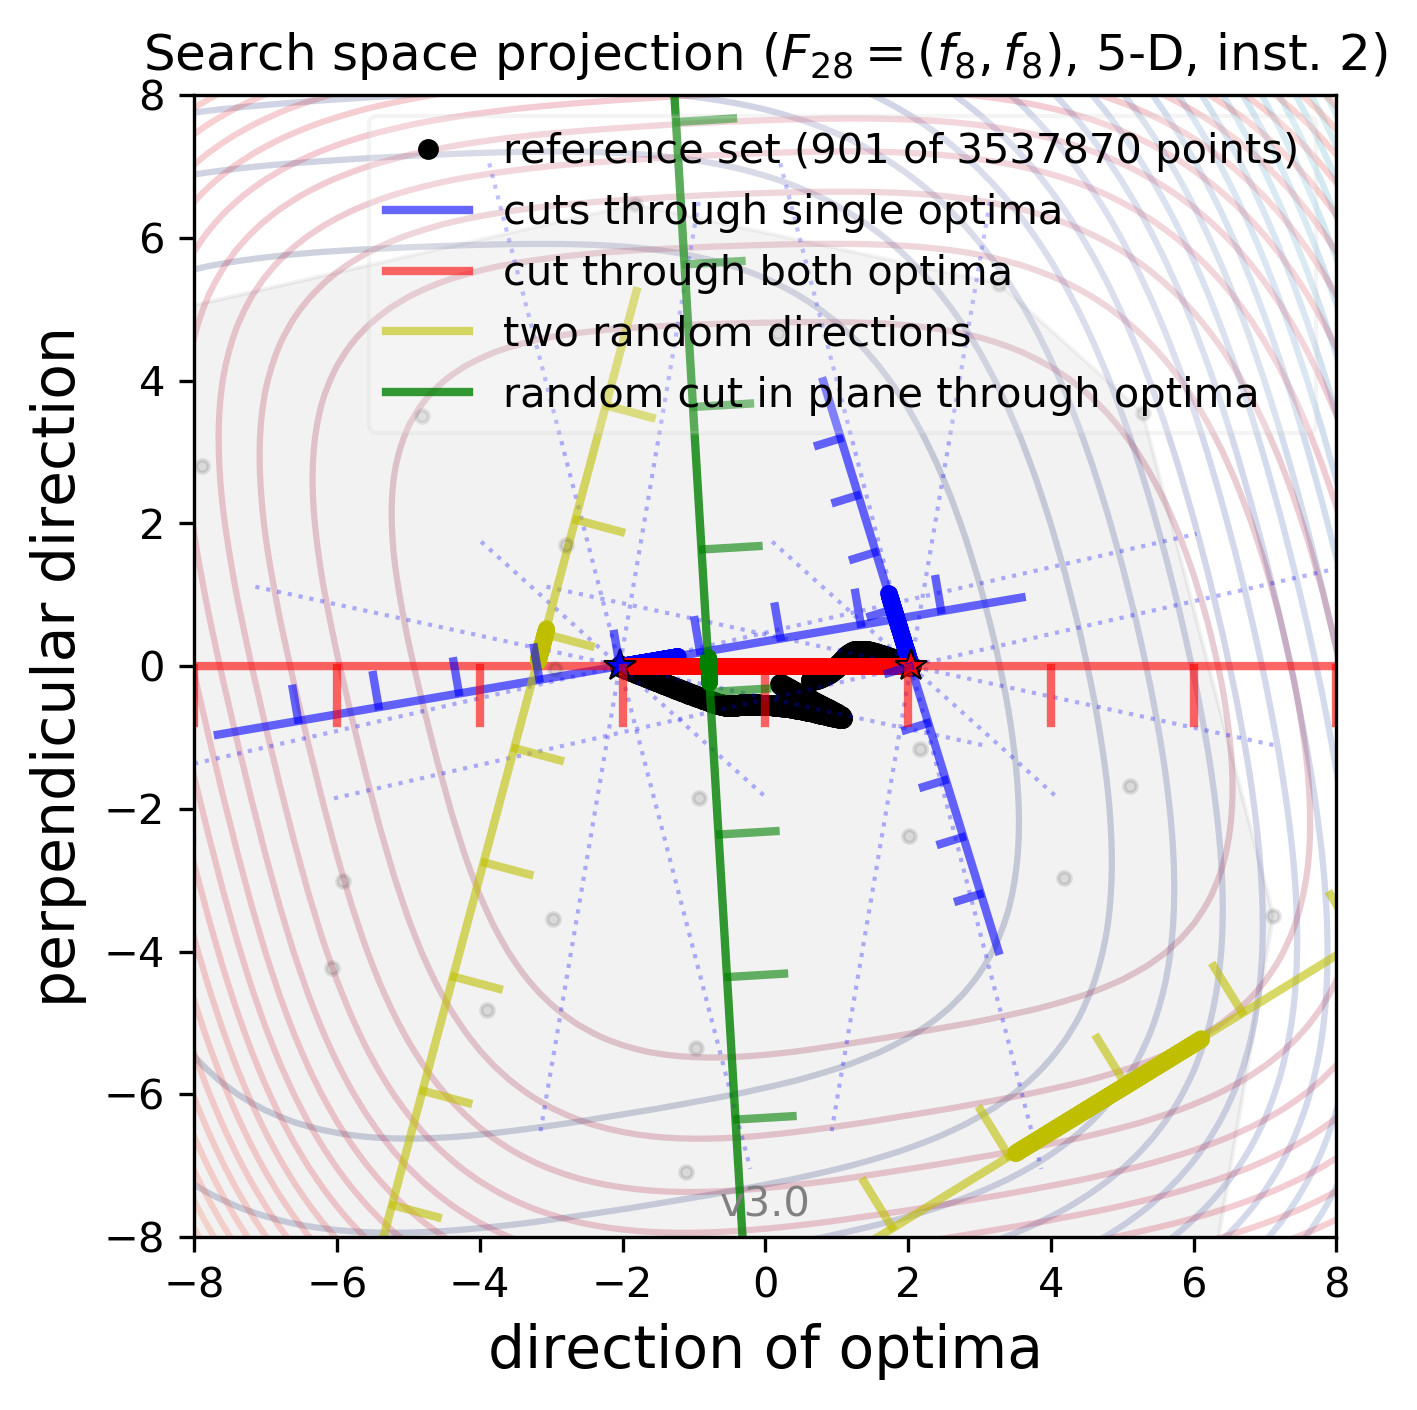 Search space projection ($F_{28} = (f_8, f_8)$, 5-D, inst. 2)
reference set (901 of 3537870 points)
cuts through single optima
cut through both optima
two random directions
random cut in plane through optima
perpendicular direction
8
6
4
2
0
−2
−4
−6
−8
v3.0
−8 −6 −4 −2 0 2 4 6 8
direction of optima